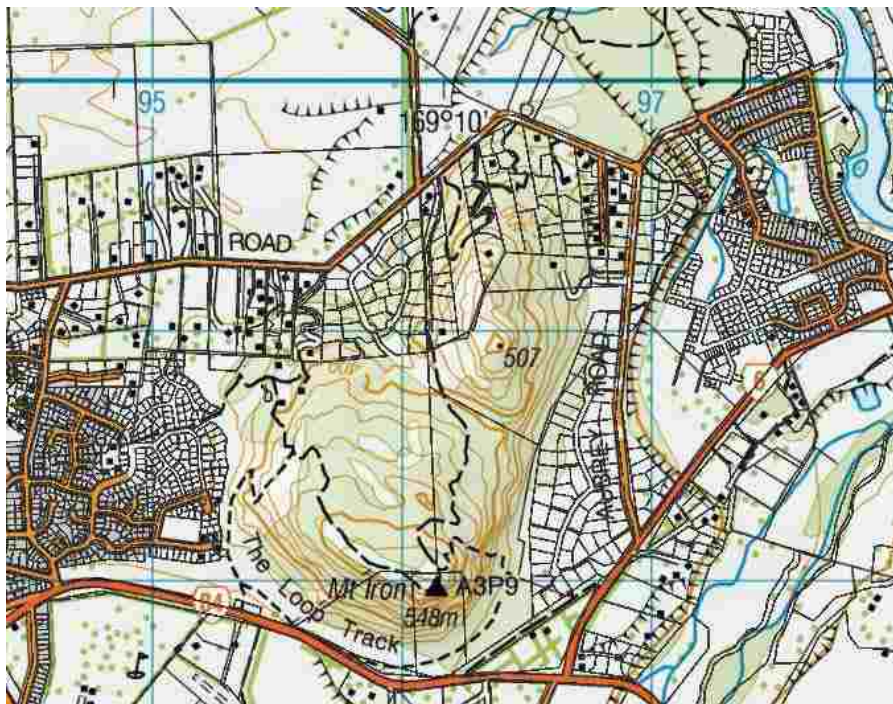 95
97
169°10'
ROAD
507
6
AUBREY ROAD
The Loop Track
84
Mt Iron
A3P9
548m